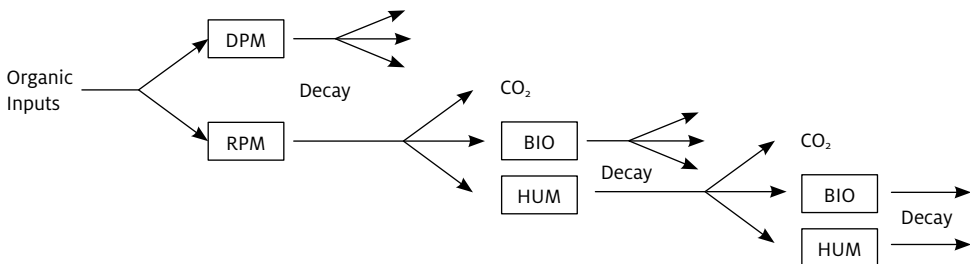 DPM
Organic
Inputs
Decay
CO₂
RPM
BIO
HUM
Decay
CO₂
BIO
HUM
Decay